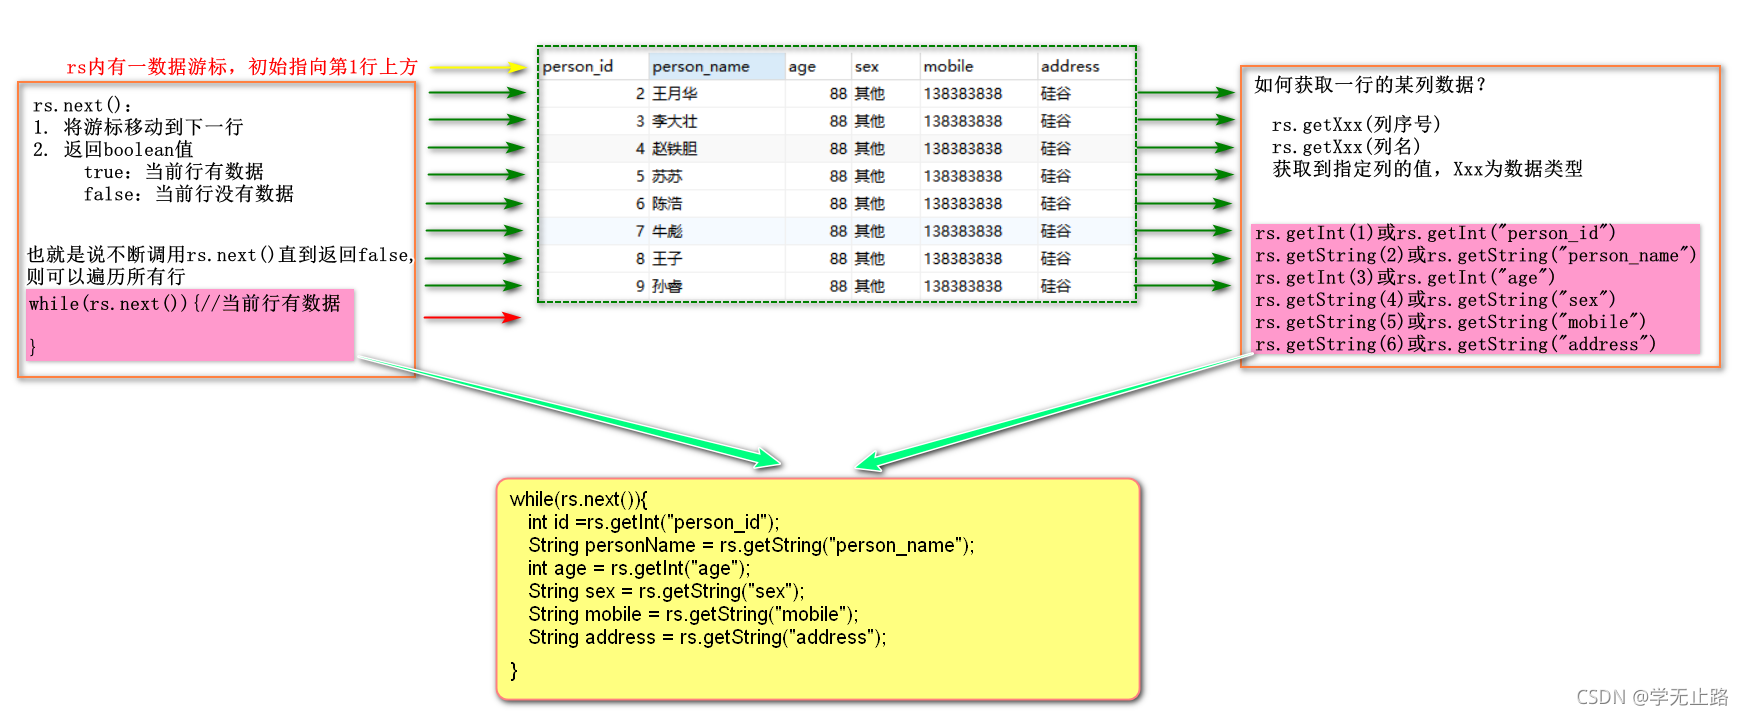 rs内有一数据游标，初始指向第1行上方
rs.next()：
1. 将游标移动到下一行
2. 返回boolean值
true：当前行有数据
false：当前行没有数据
也就是说不断调用rs.next()直到返回false,
则可以遍历所有行
while(rs.next()){//当前行有数据
}
person_id person_name age sex mobile address
2 王月华 88 其他 138383838 硅谷
3 李大壮 88 其他 138383838 硅谷
4 赵铁胆 88 其他 138383838 硅谷
5 苏苏 88 其他 138383838 硅谷
6 陈浩 88 其他 138383838 硅谷
7 牛彪 88 其他 138383838 硅谷
8 王子 88 其他 138383838 硅谷
9 孙睿 88 其他 138383838 硅谷
如何获取一行的某列数据？
rs.getXxx(列序号)
rs.getXxx(列名)
获取到指定列的值，Xxx为数据类型
rs.getInt(1)或rs.getInt("person_id")
rs.getString(2)或rs.getString("person_name")
rs.getInt(3)或rs.getInt("age")
rs.getString(4)或rs.getString("sex")
rs.getString(5)或rs.getString("mobile")
rs.getString(6)或rs.getString("address")
while(rs.next()){
int id =rs.getInt("person_id");
String personName = rs.getString("person_name");
int age = rs.getInt("age");
String sex = rs.getString("sex");
String mobile = rs.getString("mobile");
String address = rs.getString("address");
}
CSDN @学无止路